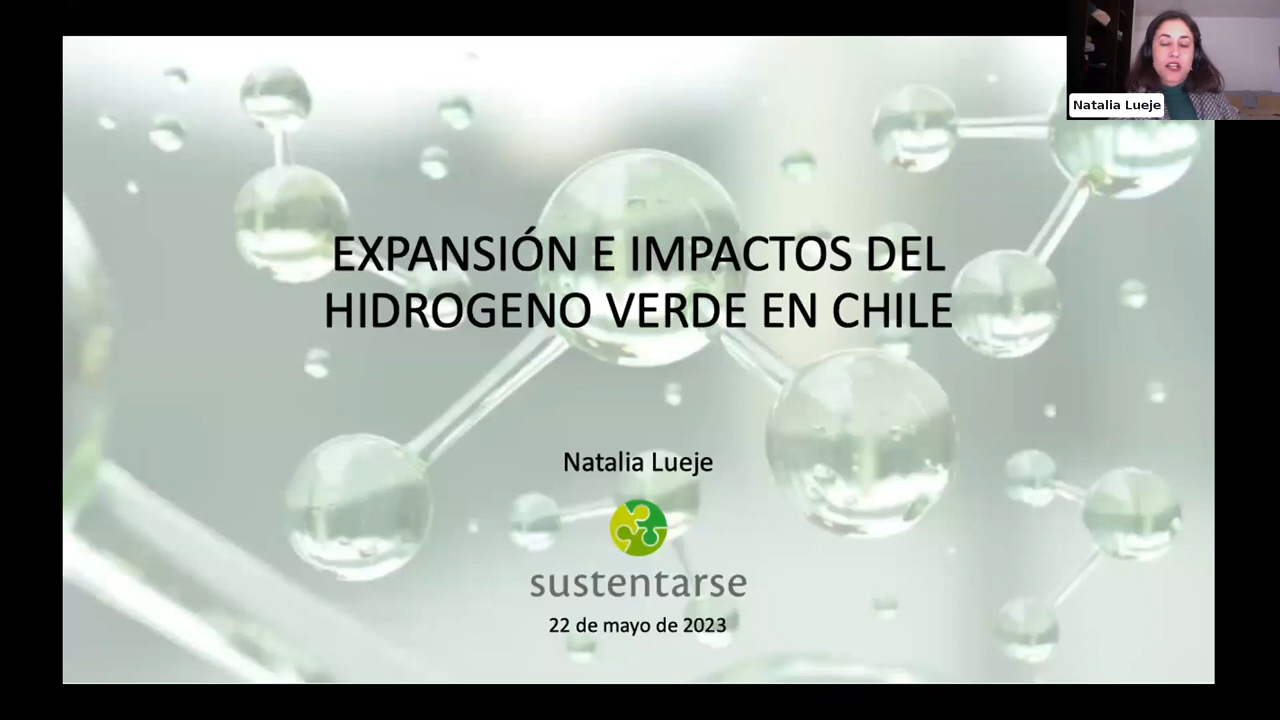 Natalia Lueje
EXPANSIÓN E IMPACTOS DEL
HIDROGENO VERDE EN CHILE
Natalia Lueje
sustentarse
22 de mayo de 2023